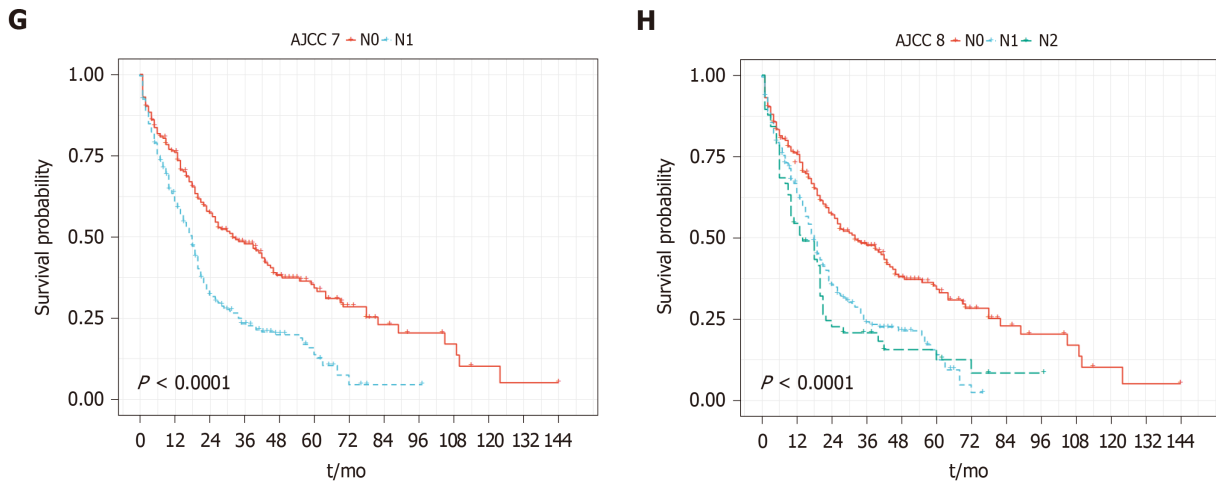 G
AJCC 7 N0 N1
Survival probability
1.00
0.75
0.50
0.25
0.00
P < 0.0001
0 12 24 36 48 60 72 84 96 108 120 132 144
t/mo
H
AJCC 8 N0 N1 N2
Survival probability
1.00
0.75
0.50
0.25
0.00
P < 0.0001
0 12 24 36 48 60 72 84 96 108 120 132 144
t/mo